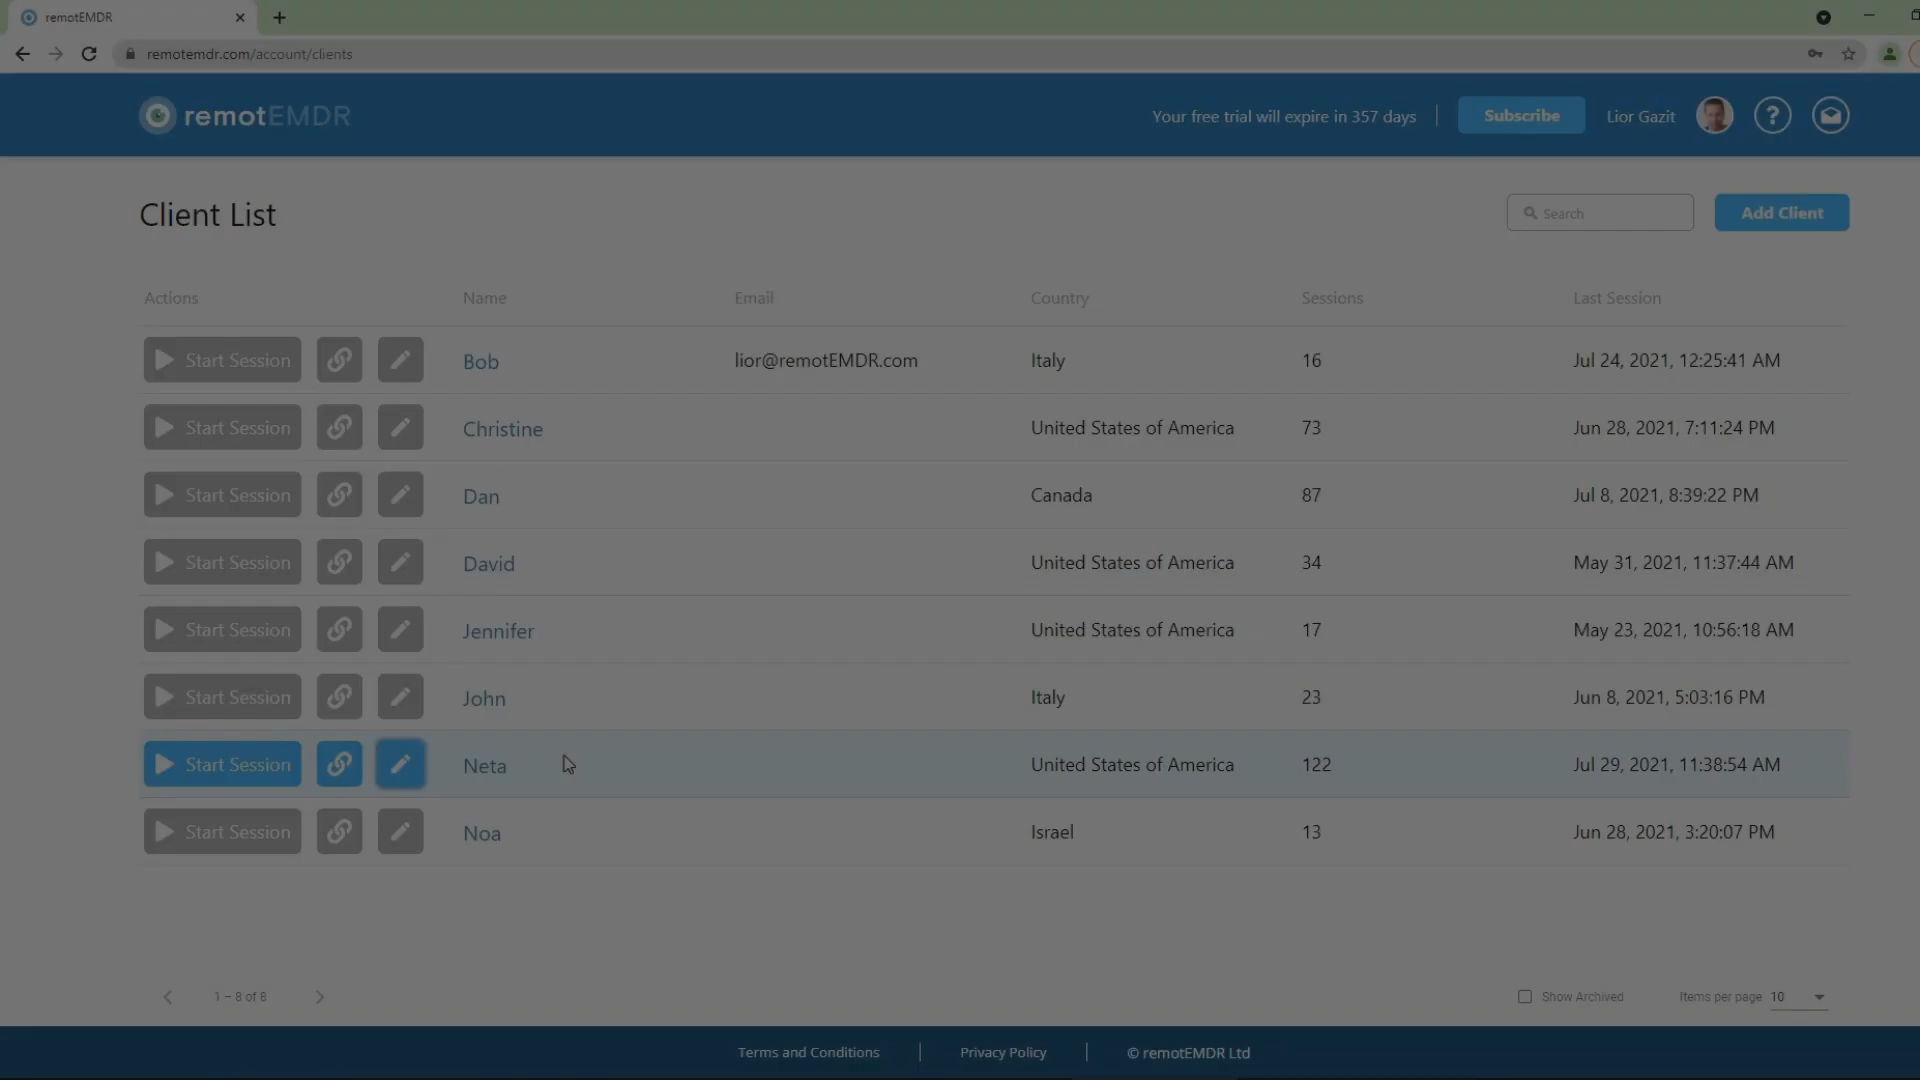 remotEMDR
remotemdr.com/account/clients
remotEMDR
Your free trial will expire in 357 days
Subscribe
Lior Gazit
?
Client List
Search
Add Client
Actions Name Email Country Sessions Last Session
Start Session Bob lior@remotEMDR.com Italy 16 Jul 24, 2021, 12:25:41 AM
Start Session Christine United States of America 73 Jun 28, 2021, 7:11:24 PM
Start Session Dan Canada 87 Jul 8, 2021, 8:39:22 PM
Start Session David United States of America 34 May 31, 2021, 11:37:44 AM
Start Session Jennifer United States of America 17 May 23, 2021, 10:56:18 AM
Start Session John Italy 23 Jun 8, 2021, 5:03:16 PM
Start Session Neta United States of America 122 Jul 29, 2021, 11:38:54 AM
Start Session Noa Israel 13 Jun 28, 2021, 3:20:07 PM
1 – 8 of 8
Show Archived
Items per page 10
Terms and Conditions | Privacy Policy | © remotEMDR Ltd